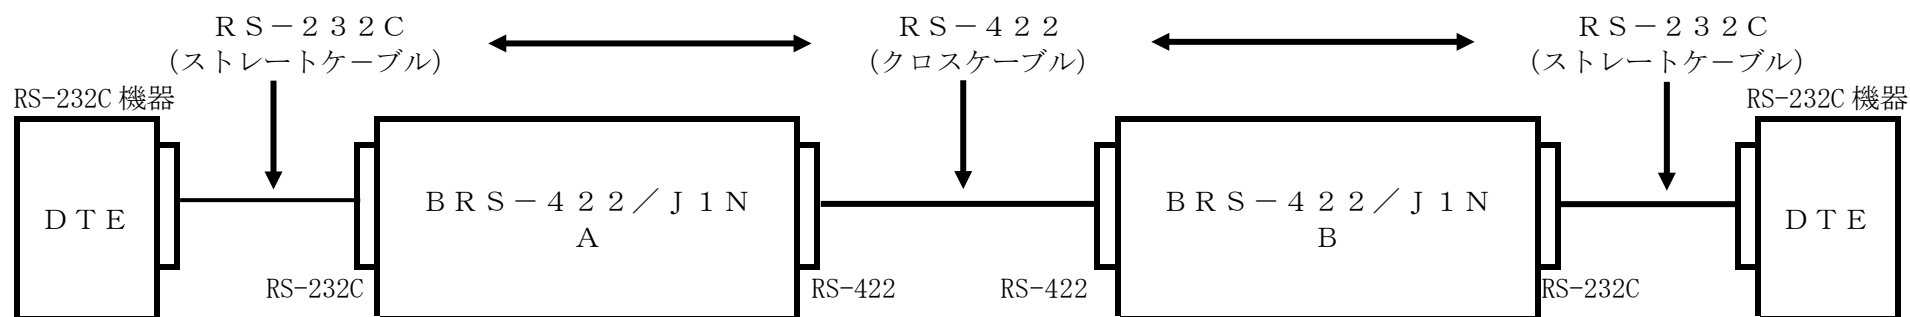 RS-232C
(ストレートケーブル)
RS-422
(クロスケーブル)
RS-232C
(ストレートケーブル)
RS-232C 機器
RS-232C 機器
DTE
BRS-422/J1N
A
BRS-422/J1N
B
DTE
RS-232C
RS-422
RS-422
RS-232C